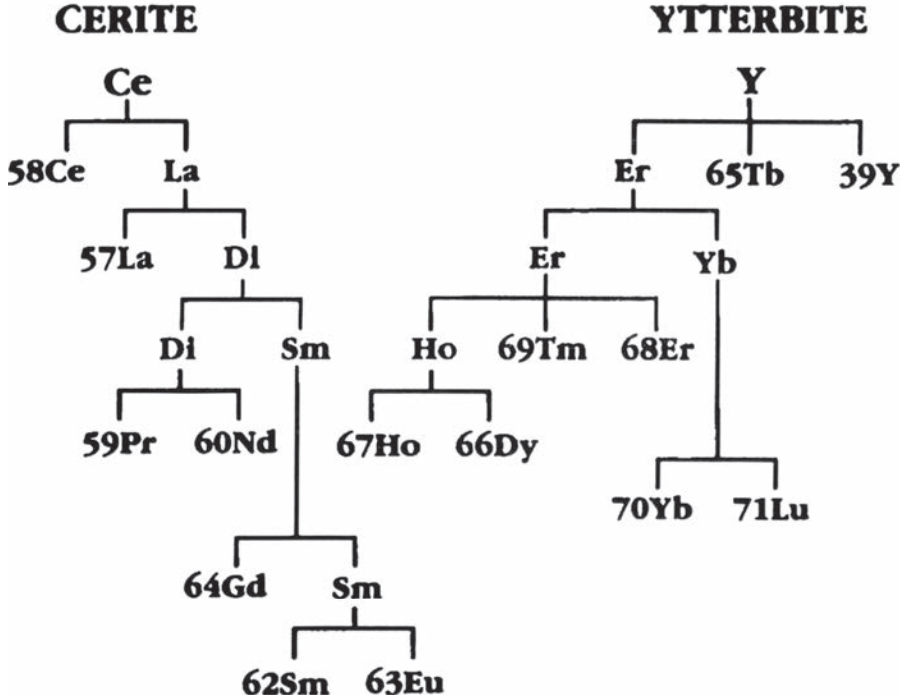 CERITE YTTERBITE
Ce Y
58Ce La Er 65Tb 39Y
57La Di Er Yb
Di Sm Ho 69Tm 68Er
59Pr 60Nd 67Ho 66Dy
70Yb 71Lu
64Gd Sm
62Sm 63Eu